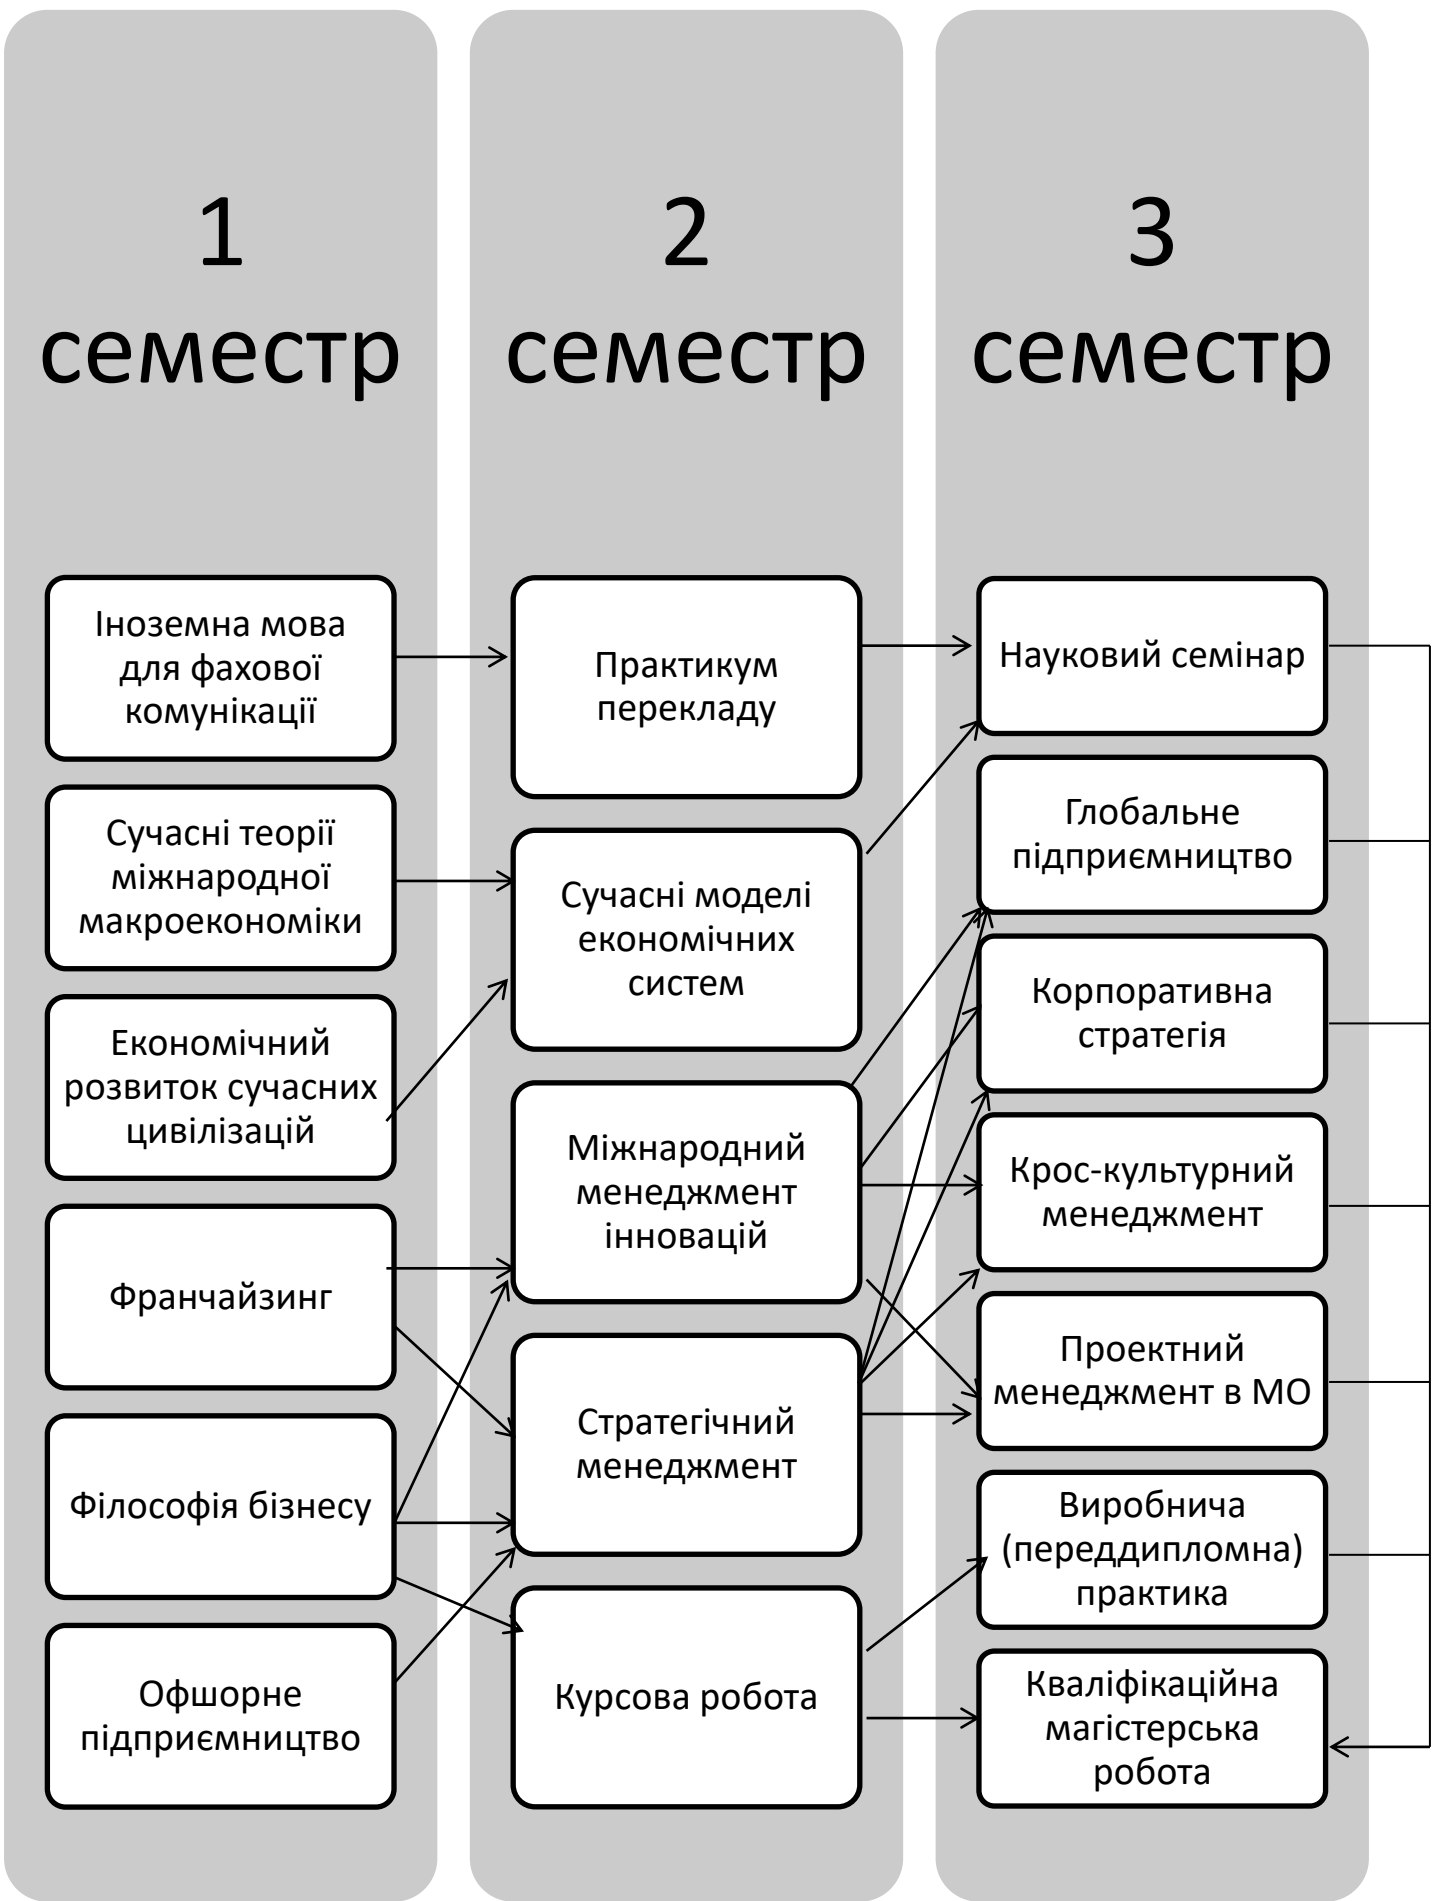 1
семестр
Іноземна мова
для фахової
комунікації
Сучасні теорії
міжнародної
макроекономіки
Економічний
розвиток сучасних
цивілізацій
Франчайзинг
Філософія бізнесу
Офшорне
підприємництво
2
семестр
Практикум
перекладу
Сучасні моделі
економічних
систем
Міжнародний
менеджмент
інновацій
Стратегічний
менеджмент
Курсова робота
3
семестр
Науковий семінар
Глобальне
підприємництво
Корпоративна
стратегія
Крос-культурний
менеджмент
Проектний
менеджмент в МО
Виробнича
(переддипломна)
практика
Кваліфікаційна
магістерська
робота